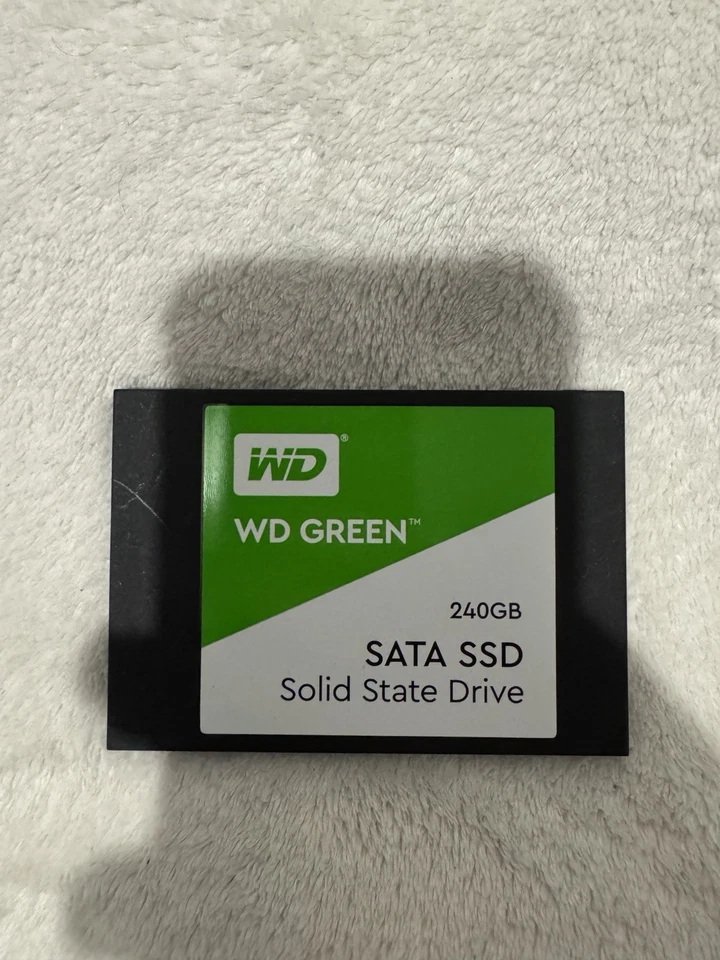 WD®
WD GREEN™
240GB
SATA SSD
Solid State Drive